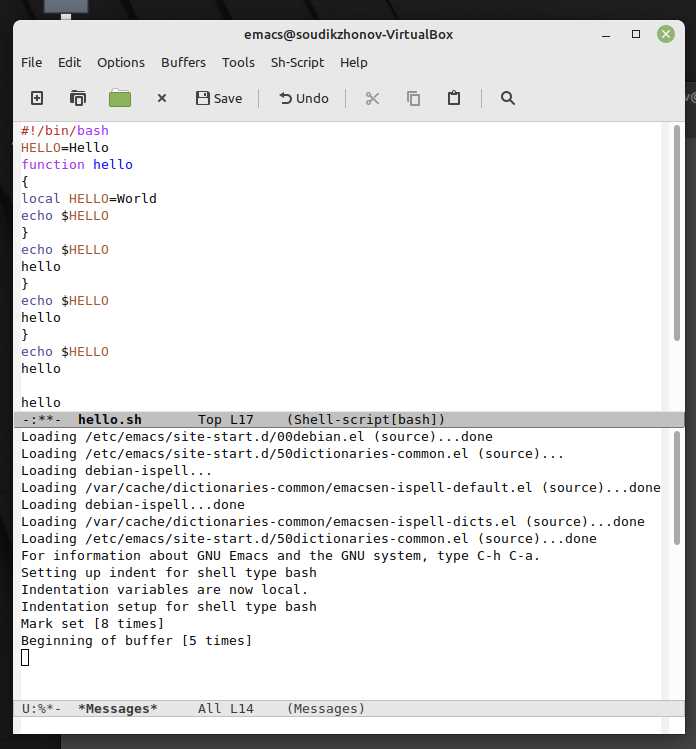 emacs@soudikzhonov-VirtualBox
File Edit Options Buffers Tools Sh-Script Help
Save Undo
#!/bin/bash
HELLO=Hello
function hello
{
local HELLO=World
echo $HELLO
}
echo $HELLO
hello
}
echo $HELLO
hello
}
echo $HELLO
hello
hello
-:**- hello.sh Top L17 (Shell-script[bash])
Loading /etc/emacs/site-start.d/00debian.el (source)...done
Loading /etc/emacs/site-start.d/50dictionaries-common.el (source)...
Loading debian-ispell...
Loading /var/cache/dictionaries-common/emacsen-ispell-default.el (source)...done
Loading debian-ispell...done
Loading /var/cache/dictionaries-common/emacsen-ispell-dicts.el (source)...done
Loading /etc/emacs/site-start.d/50dictionaries-common.el (source)...done
For information about GNU Emacs and the GNU system, type C-h C-a.
Setting up indent for shell type bash
Indentation variables are now local.
Indentation setup for shell type bash
Mark set [8 times]
Beginning of buffer [5 times]
U:%*- *Messages* All L14 (Messages)